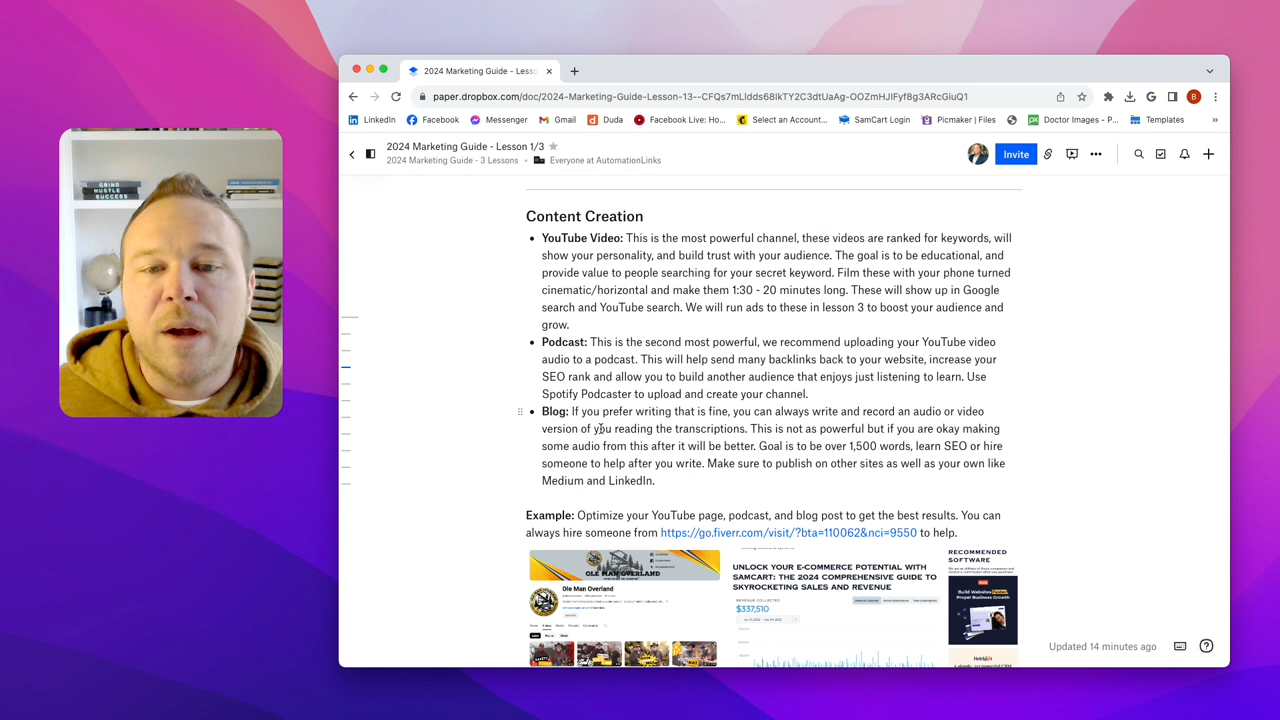 GRIND
HUSTLE
SUCCESS
2024 Marketing Guide - Lesso
paper.dropbox.com/doc/2024-Marketing-Guide-Lesson-13--CFQs7mLldds68lkTY2C3dtUaAg-OOZmHJIFyf8g3ARcGiuQ1
B
LinkedIn
Facebook
Messenger
Gmail
Duda
Facebook Live: Ho...
Select an Account...
SamCart Login
Picmaker | Files
Doctor Images – P...
Templates
»
2024 Marketing Guide - Lesson 1/3
2024 Marketing Guide - 3 Lessons • Everyone at AutomationLinks
Invite
Content Creation
• YouTube Video: This is the most powerful channel, these videos are ranked for keywords, will
show your personality, and build trust with your audience. The goal is to be educational, and
provide value to people searching for your secret keyword. Film these with your phone turned
cinematic/horizontal and make them 1:30 - 20 minutes long. These will show up in Google
search and YouTube search. We will run ads to these in lesson 3 to boost your audience and
grow.
• Podcast: This is the second most powerful, we recommend uploading your YouTube video
audio to a podcast. This will help send many backlinks back to your website, increase your
SEO rank and allow you to build another audience that enjoys just listening to learn. Use
Spotify Podcaster to upload and create your channel.
• Blog: If you prefer writing that is fine, you can always write and record an audio or video
version of you reading the transcriptions. This is not as powerful but if you are okay making
some audio from this after it will be better. Goal is to be over 1,500 words, learn SEO or hire
someone to help after you write. Make sure to publish on other sites as well as your own like
Medium and LinkedIn.
Example: Optimize your YouTube page, podcast, and blog post to get the best results. You can
always hire someone from https://go.fiverr.com/visit/?bta=110062&nci=9550 to help.
OLE MAN OVERLAND
Ole Man Overland
UNLOCK YOUR E-COMMERCE POTENTIAL WITH
SAMCART: THE 2024 COMPREHENSIVE GUIDE TO
SKYROCKETING SALES AND REVENUE
REVENUE COLLECTED
$337,510
RECOMMENDED
SOFTWARE
Build Websites
Proper Business
Growth
HubSpot
Updated 14 minutes ago